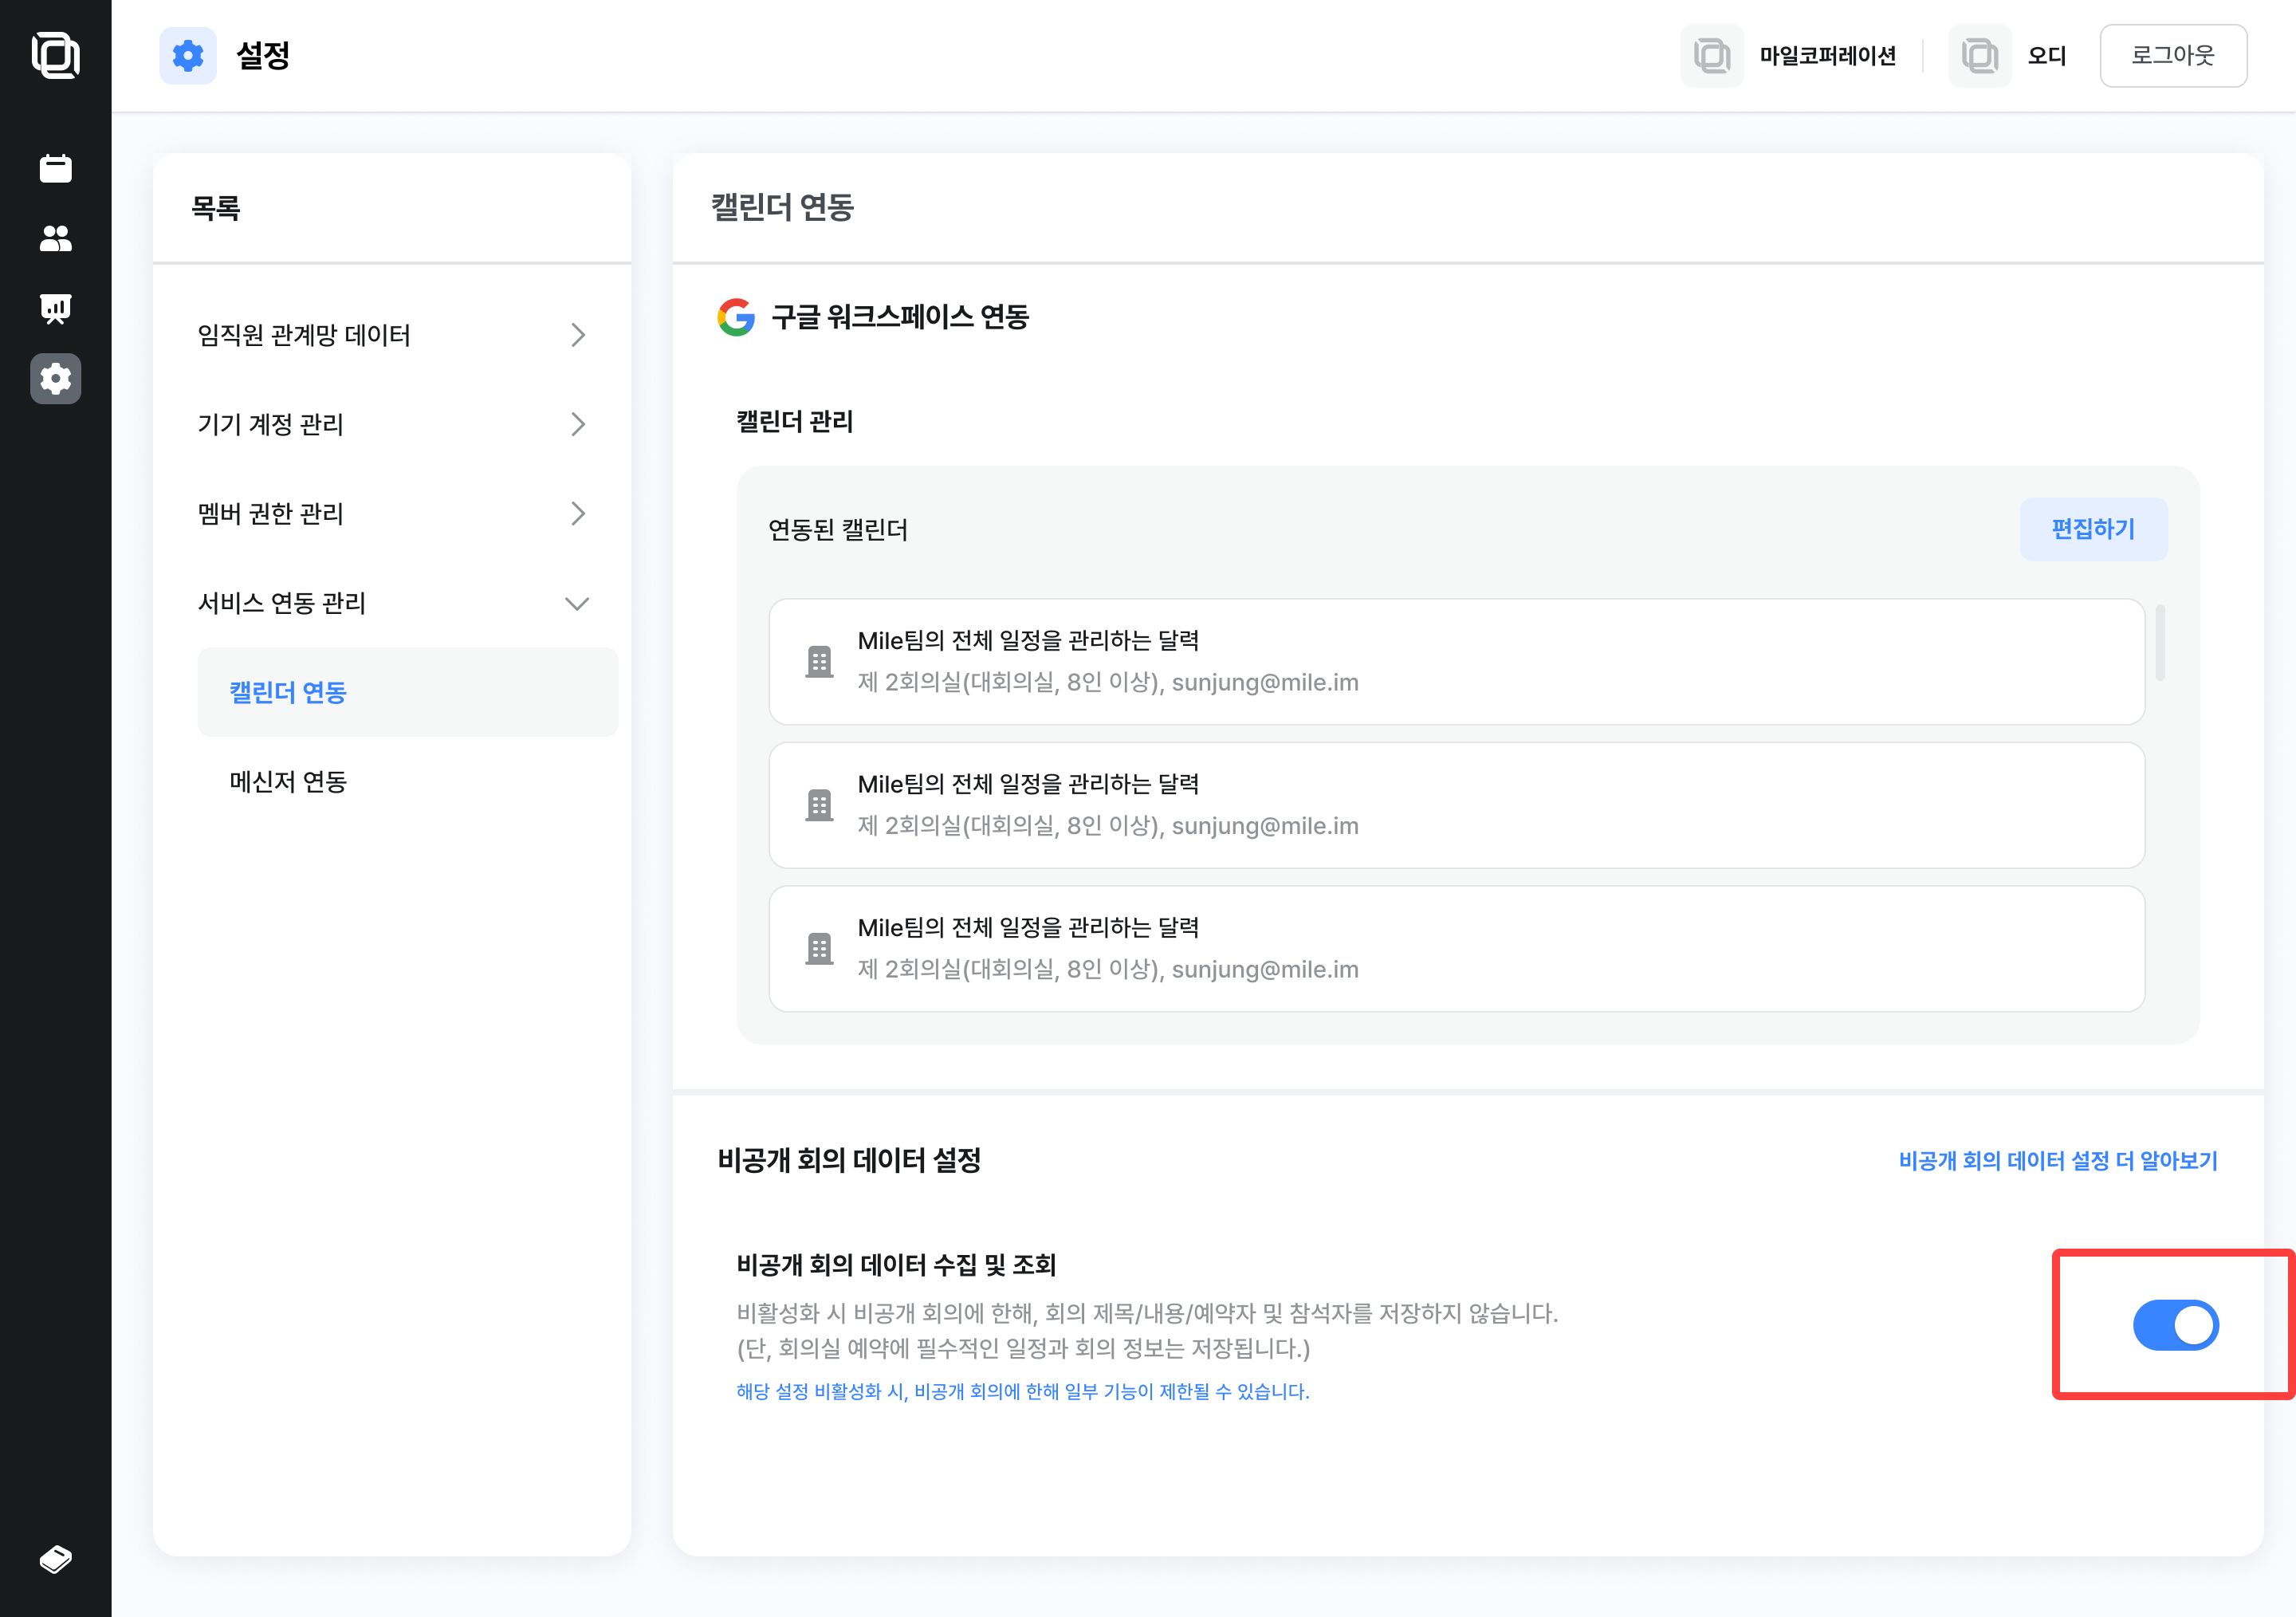 설정
마일코퍼레이션
오디
로그아웃
목록
임직원 관계망 데이터
기기 계정 관리
멤버 권한 관리
서비스 연동 관리
캘린더 연동
메신저 연동
캘린더 연동
구글 워크스페이스 연동
캘린더 관리
연동된 캘린더
편집하기
Mile팀의 전체 일정을 관리하는 달력
제 2회의실(대회의실, 8인 이상), sunjung@mile.im
Mile팀의 전체 일정을 관리하는 달력
제 2회의실(대회의실, 8인 이상), sunjung@mile.im
Mile팀의 전체 일정을 관리하는 달력
제 2회의실(대회의실, 8인 이상), sunjung@mile.im
비공개 회의 데이터 설정
비공개 회의 데이터 설정 더 알아보기
비공개 회의 데이터 수집 및 조회
비활성화 시 비공개 회의에 한해, 회의 제목/내용/예약자 및 참석자를 저장하지 않습니다.
(단, 회의실 예약에 필수적인 일정과 회의 정보는 저장됩니다.)
해당 설정 비활성화 시, 비공개 회의에 한해 일부 기능이 제한될 수 있습니다.